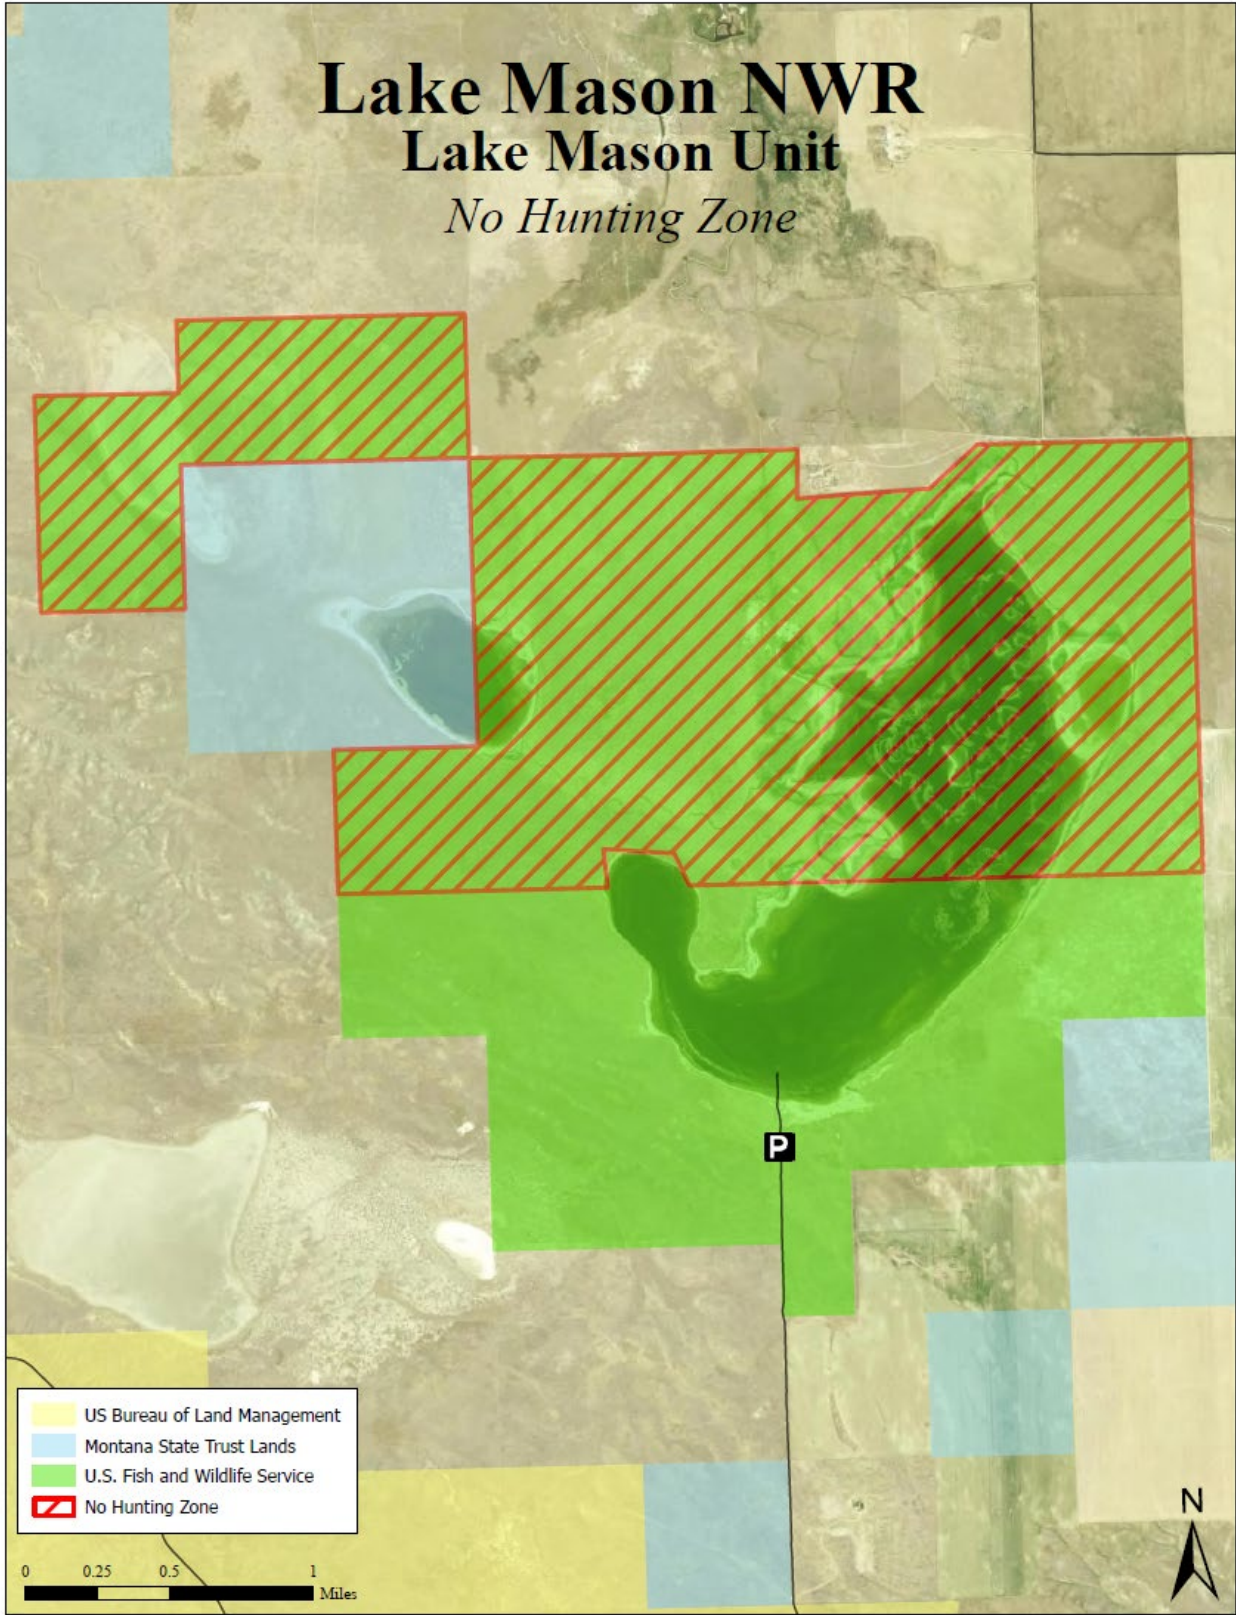 Lake Mason NWR
Lake Mason Unit
No Hunting Zone
P
US Bureau of Land Management
Montana State Trust Lands
U.S. Fish and Wildlife Service
No Hunting Zone
0 0.25 0.5 1
Miles
N